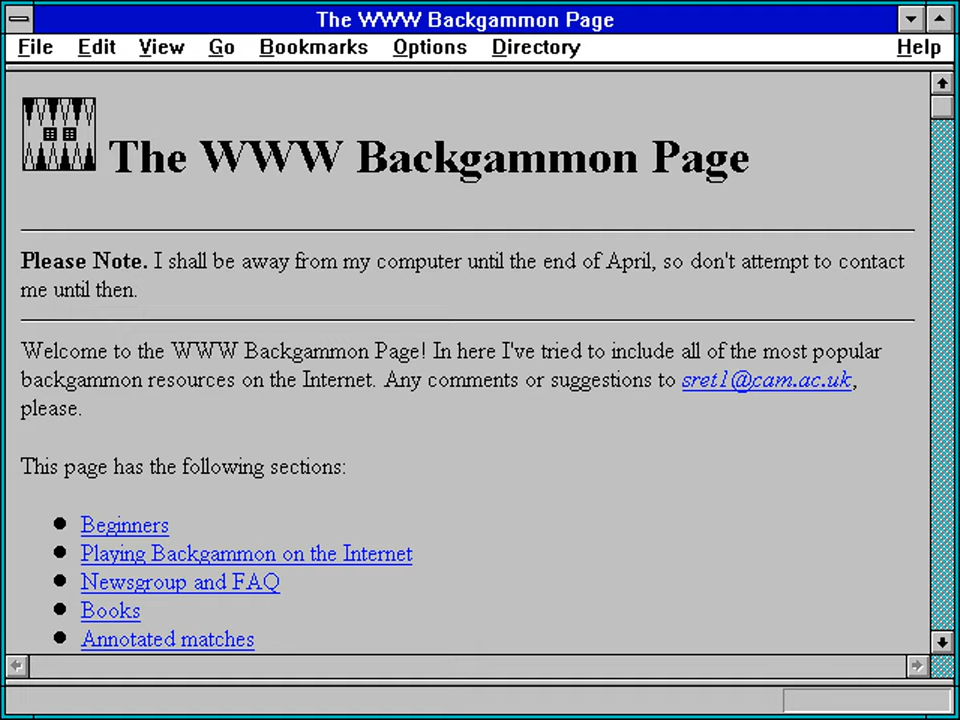 The WWW Backgammon Page
File Edit View Go Bookmarks Options Directory Help
The WWW Backgammon Page
Please Note. I shall be away from my computer until the end of April, so don't attempt to contact
me until then.
Welcome to the WWW Backgammon Page! In here I've tried to include all of the most popular
backgammon resources on the Internet. Any comments or suggestions to sret1@cam.ac.uk,
please.
This page has the following sections:
Beginners
Playing Backgammon on the Internet
Newsgroup and FAQ
Books
Annotated matches